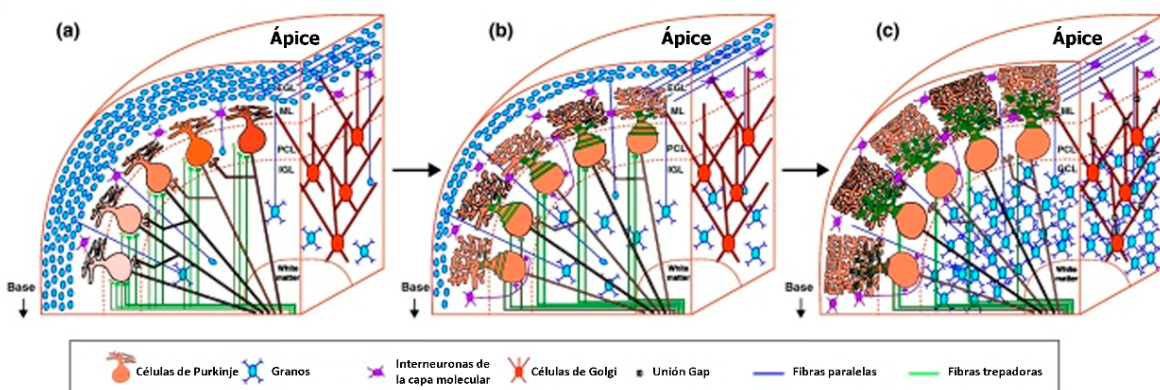 (a)
Ápice
EGL
ML
PCL
IGL
White
matter
Base
(b)
Ápice
EGL
ML
PCL
IGL
White
matter
Base
(c)
Ápice
ML
PCL
GCL
White
matter
Base
Células de Purkinje
Granos
Interneuronas de
la capa molecular
Células de Golgi
Unión Gap
Fibras paralelas
Fibras trepadoras